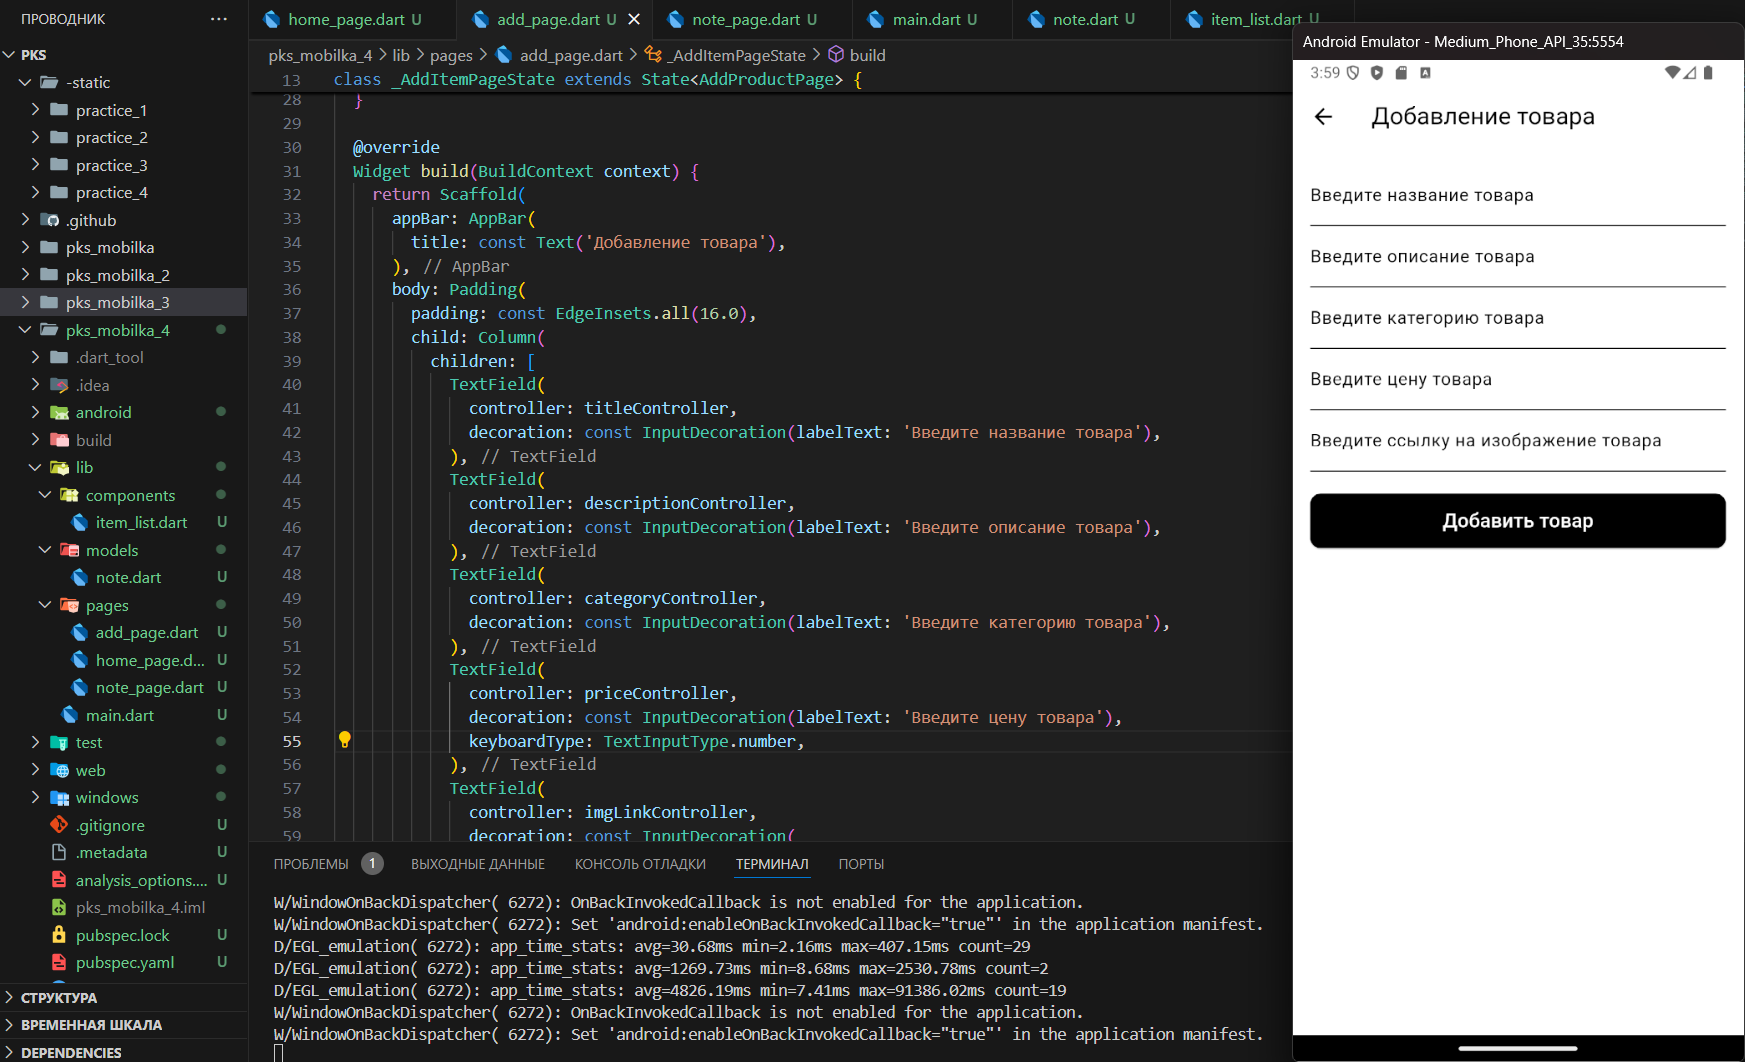 ПРОВОДНИК ···
PKS
-static
practice_1
practice_2
practice_3
practice_4
.github
pks_mobilka
pks_mobilka_2
pks_mobilka_3
pks_mobilka_4
.dart_tool
.idea
android
build
lib
components
item_list.dart U
models
note.dart U
pages
add_page.dart U
home_page.d... U
note_page.dart U
main.dart U
test
web
windows
.gitignore U
.metadata U
analysis_options.... U
pks_mobilka_4.iml
pubspec.lock U
pubspec.yaml U
СТРУКТУРА
ВРЕМЕННАЯ ШКАЛА
DEPENDENCIES
home_page.dart U add_page.dart U note_page.dart U main.dart U note.dart U item_list.dart U
pks_mobilka_4 > lib > pages > add_page.dart > _AddItemPageState > build
13 class _AddItemPageState extends State<AddProductPage> {
28 }
29
30 @override
31 Widget build(BuildContext context) {
32 return Scaffold(
33 appBar: AppBar(
34 title: const Text('Добавление товара'),
35 ), // AppBar
36 body: Padding(
37 padding: const EdgeInsets.all(16.0),
38 child: Column(
39 children: [
40 TextField(
41 controller: titleController,
42 decoration: const InputDecoration(labelText: 'Введите название товара'),
43 ), // TextField
44 TextField(
45 controller: descriptionController,
46 decoration: const InputDecoration(labelText: 'Введите описание товара'),
47 ), // TextField
48 TextField(
49 controller: categoryController,
50 decoration: const InputDecoration(labelText: 'Введите категорию товара'),
51 ), // TextField
52 TextField(
53 controller: priceController,
54 decoration: const InputDecoration(labelText: 'Введите цену товара'),
55 keyboardType: TextInputType.number,
56 ), // TextField
57 TextField(
58 controller: imgLinkController,
59 decoration: const InputDecoration(
ПРОБЛЕМЫ 1 ВЫХОДНЫЕ ДАННЫЕ КОНСОЛЬ ОТЛАДКИ ТЕРМИНАЛ ПОРТЫ
W/WindowOnBackDispatcher( 6272): OnBackInvokedCallback is not enabled for the application.
W/WindowOnBackDispatcher( 6272): Set 'android:enableOnBackInvokedCallback="true"' in the application manifest.
D/EGL_emulation( 6272): app_time_stats: avg=30.68ms min=2.16ms max=407.15ms count=29
D/EGL_emulation( 6272): app_time_stats: avg=1269.73ms min=8.68ms max=2530.78ms count=2
D/EGL_emulation( 6272): app_time_stats: avg=4826.19ms min=7.41ms max=91386.02ms count=19
W/WindowOnBackDispatcher( 6272): OnBackInvokedCallback is not enabled for the application.
W/WindowOnBackDispatcher( 6272): Set 'android:enableOnBackInvokedCallback="true"' in the application manifest.
Android Emulator - Medium_Phone_API_35:5554
3:59
Добавление товара
Введите название товара
Введите описание товара
Введите категорию товара
Введите цену товара
Введите ссылку на изображение товара
Добавить товар